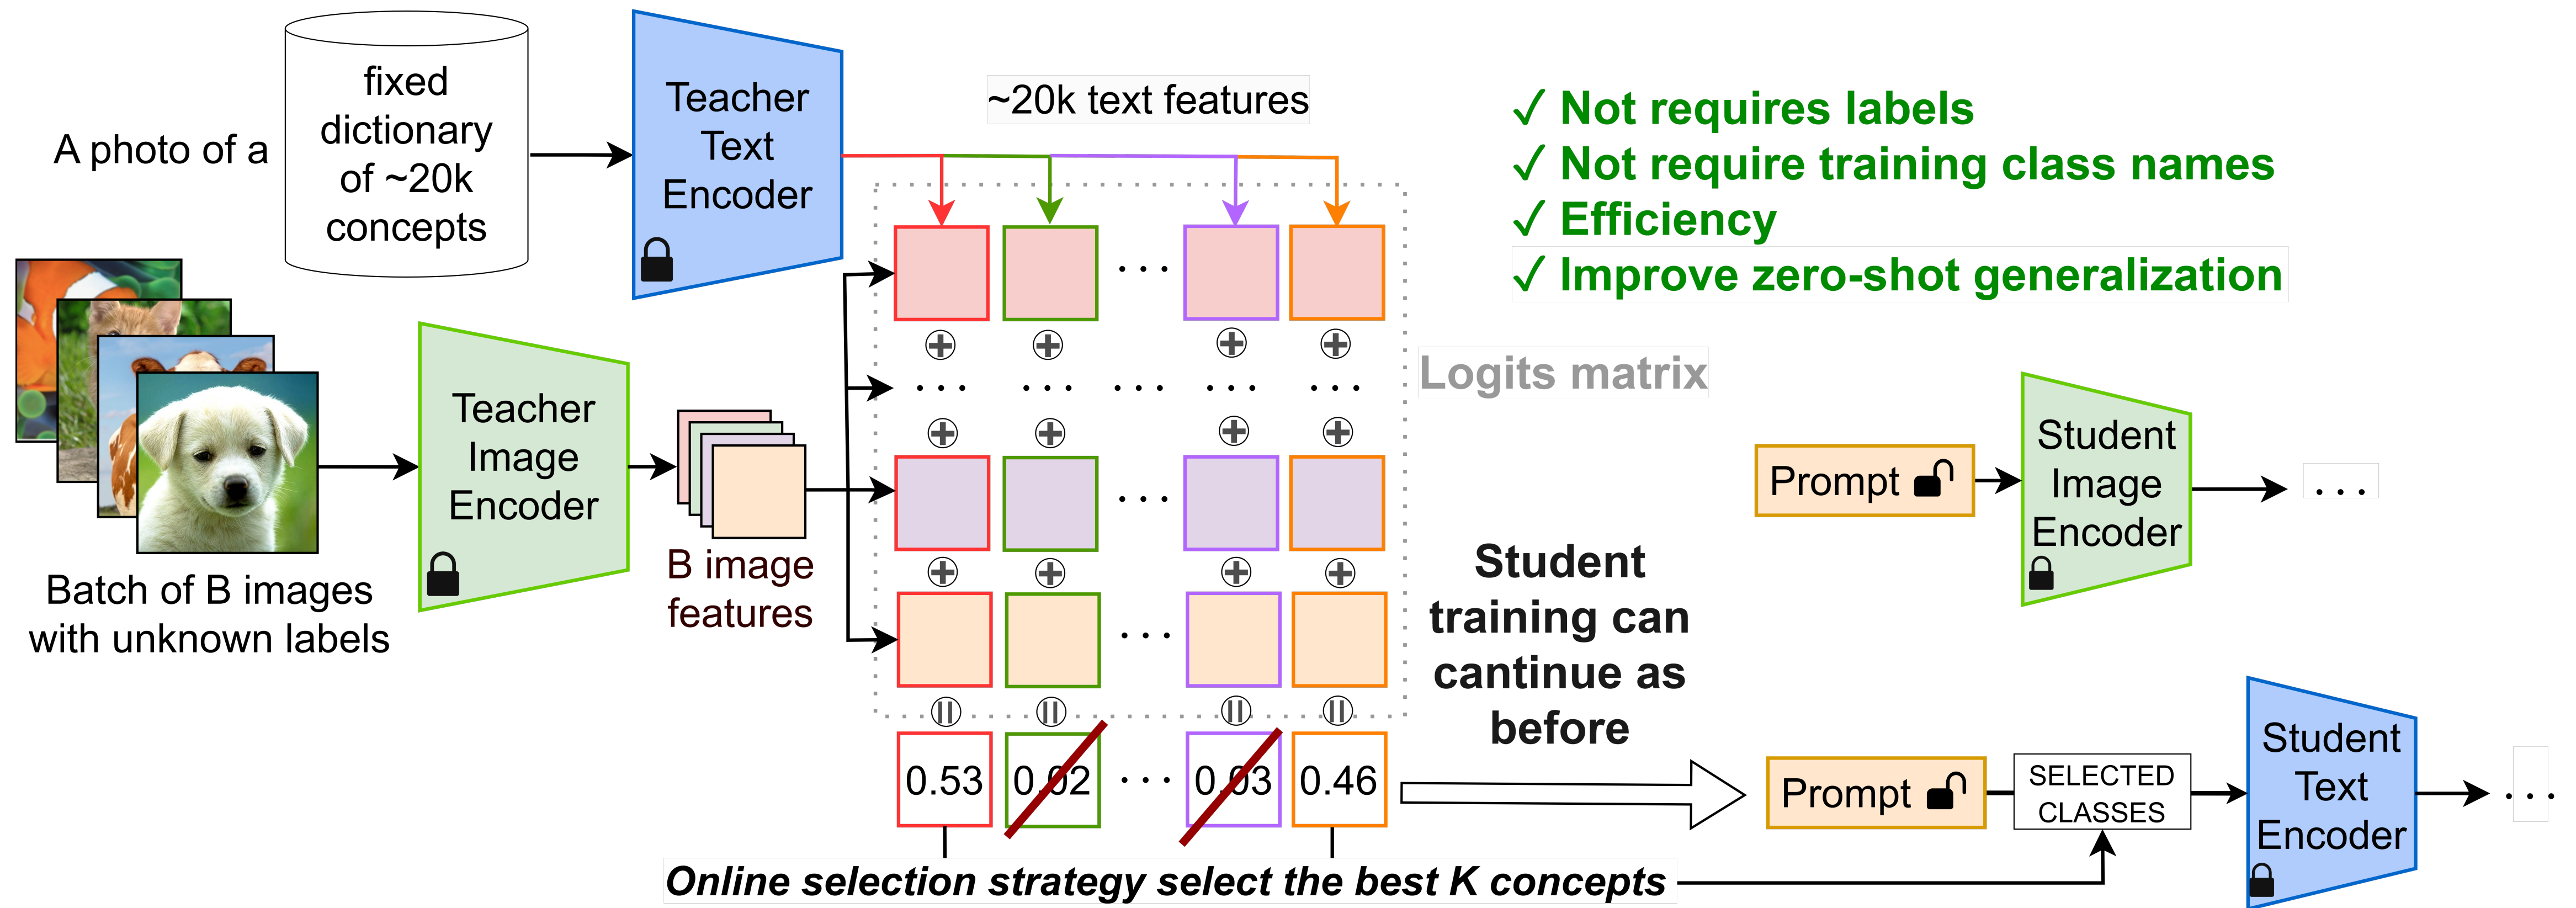 A photo of a
fixed
dictionary
of ~20k
concepts
Teacher
Text
Encoder
~20k text features
✓ Not requires labels
✓ Not require training class names
✓ Efficiency
✓ Improve zero-shot generalization
Batch of B images
with unknown labels
Teacher
Image
Encoder
B image
features
Logits matrix
0.53
0.02
0.03
0.46
Online selection strategy select the best K concepts
Student
training can
cantinue as
before
Prompt
Student
Image
Encoder
Prompt
SELECTED
CLASSES
Student
Text
Encoder